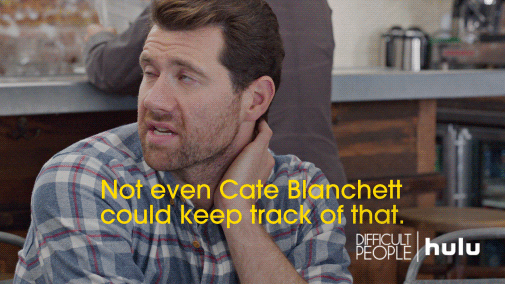 Not even Cate Blanchett
could keep track of that.
DIFFICULT
PEOPLE
hulu